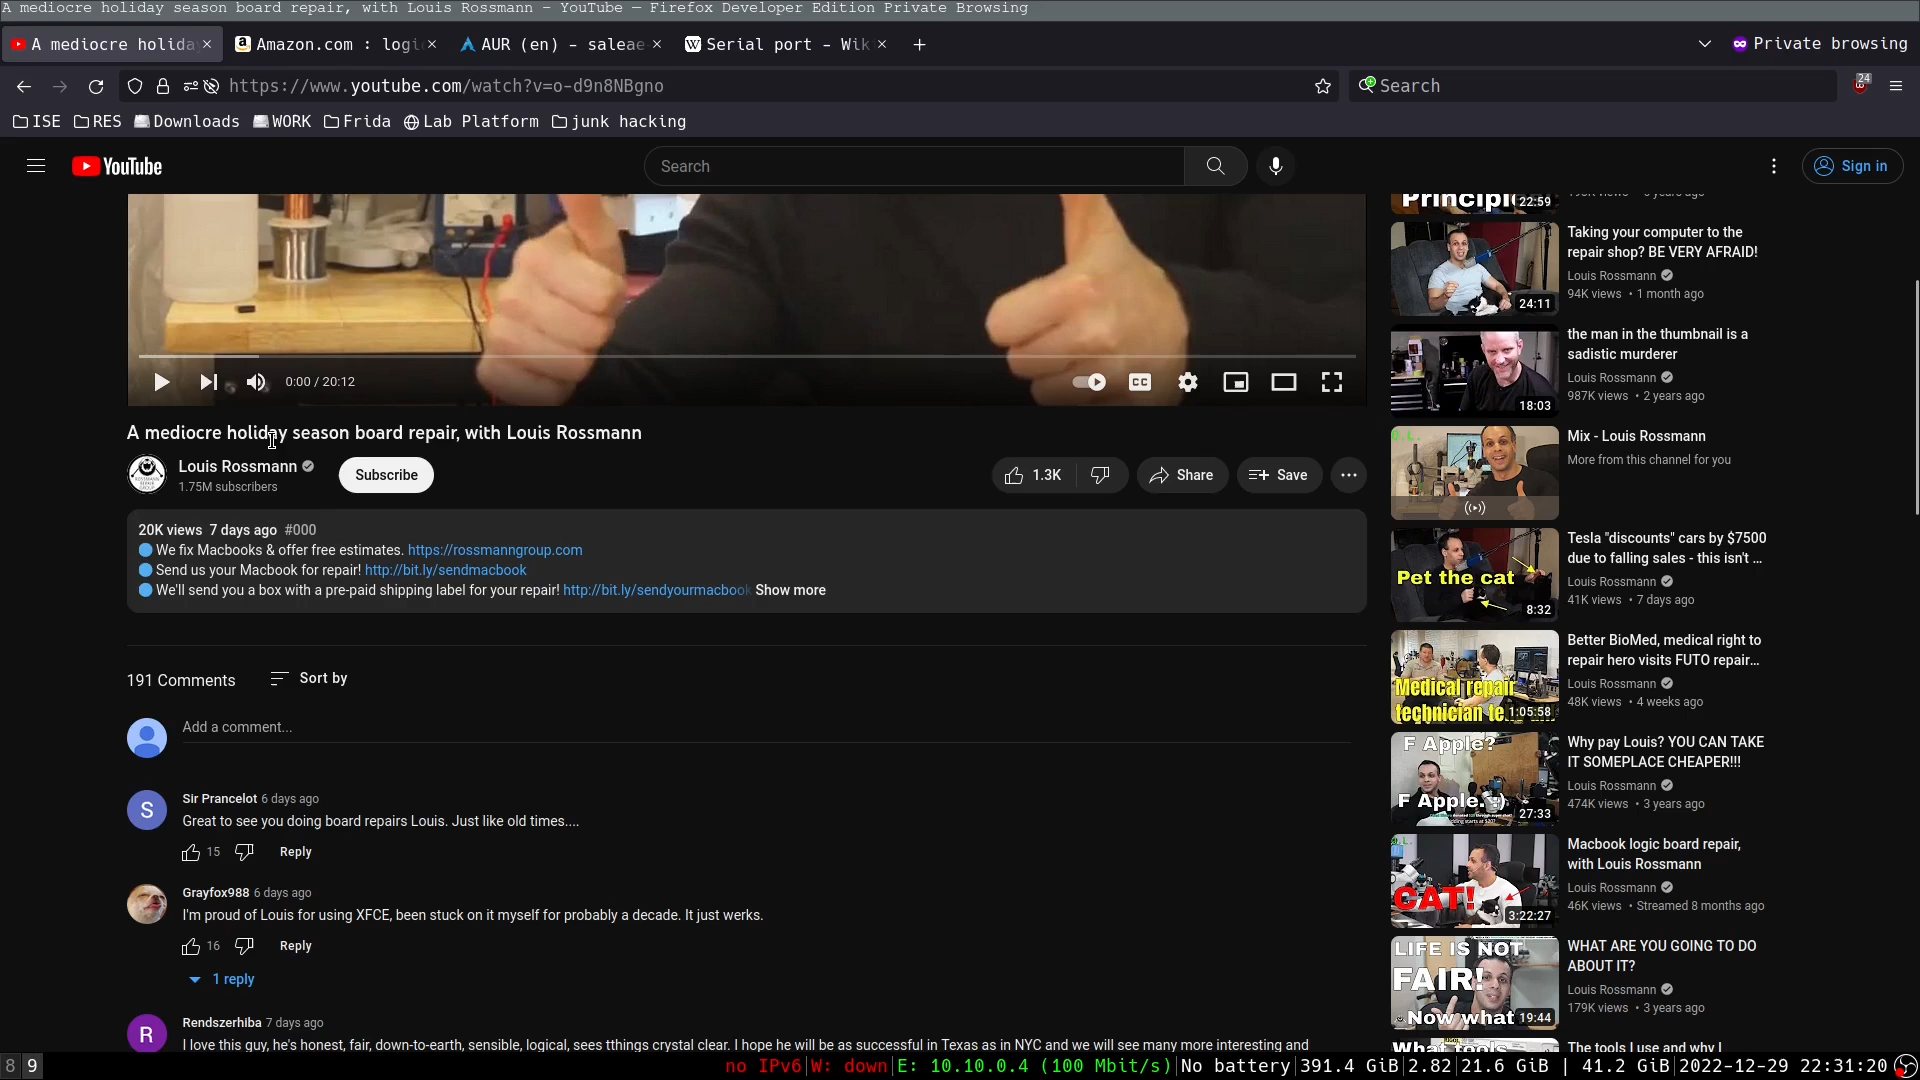 A mediocre holiday season board repair, with Louis Rossmann – YouTube — Firefox Developer Edition Private Browsing
A mediocre holida
Amazon.com : logi
AUR (en) - saleae
Serial port - Wik
Private browsing
https://www.youtube.com/watch?v=o-d9n8NBgno
Search
24
ISE RES Downloads WORK Frida Lab Platform junk hacking
YouTube
Search
Sign in
0:00 / 20:12
CC
A mediocre holiday season board repair, with Louis Rossmann
Louis Rossmann
1.75M subscribers
Subscribe
1.3K
Share
Save
20K views 7 days ago #000
We fix Macbooks & offer free estimates. https://rossmanngroup.com
Send us your Macbook for repair! http://bit.ly/sendmacbook
We'll send you a box with a pre-paid shipping label for your repair! http://bit.ly/sendyourmacbook Show more
191 Comments
Sort by
Add a comment...
S
Sir Prancelot 6 days ago
Great to see you doing board repairs Louis. Just like old times....
15
Reply
Grayfox988 6 days ago
I'm proud of Louis for using XFCE, been stuck on it myself for probably a decade. It just werks.
16
Reply
1 reply
R
Rendszerhiba 7 days ago
I love this guy, he's honest, fair, down-to-earth, sensible, logical, sees tthings crystal clear. I hope he will be as successful in Texas as in NYC and we will see many more interesting and
22:59
Taking your computer to the
repair shop? BE VERY AFRAID!
Louis Rossmann
94K views • 1 month ago
24:11
the man in the thumbnail is a
sadistic murderer
Louis Rossmann
987K views • 2 years ago
18:03
Mix - Louis Rossmann
More from this channel for you
Tesla "discounts" cars by $7500
due to falling sales - this isn't ...
Louis Rossmann
41K views • 7 days ago
Pet the cat
8:32
Better BioMed, medical right to
repair hero visits FUTO repair...
Louis Rossmann
48K views • 4 weeks ago
Medical repair
technician te
1:05:58
Why pay Louis? YOU CAN TAKE
IT SOMEPLACE CHEAPER!!!
Louis Rossmann
474K views • 3 years ago
F Apple?
F Apple. :)
27:33
Macbook logic board repair,
with Louis Rossmann
Louis Rossmann
46K views • Streamed 8 months ago
CAT!
3:22:27
WHAT ARE YOU GOING TO DO
ABOUT IT?
Louis Rossmann
179K views • 3 years ago
LIFE IS NOT
FAIR!
Now what
19:44
What tools
The tools I use and why I
8 9
no IPv6|W: down|E: 10.10.0.4 (100 Mbit/s)|No battery|391.4 GiB|2.82|21.6 GiB | 41.2 GiB|2022-12-29 22:31:20